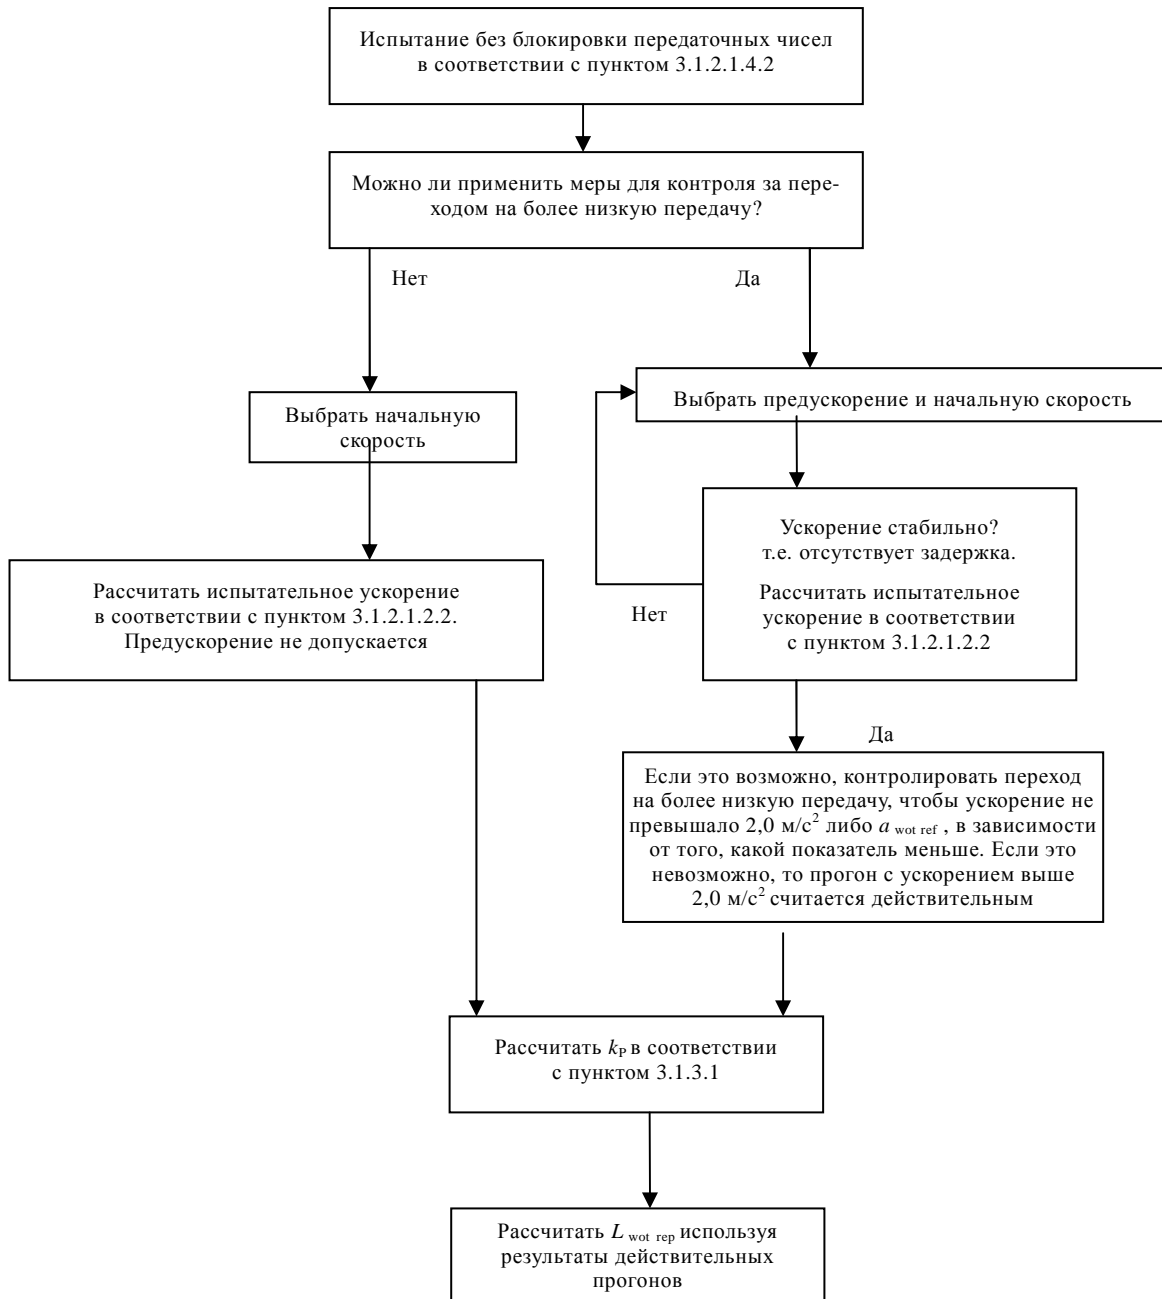 Испытание без блокировки передаточных чисел
в соответствии с пунктом 3.1.2.1.4.2
Можно ли применить меры для контроля за пере-
ходом на более низкую передачу?
Нет
Да
Выбрать предускорение и начальную скорость
Выбрать начальную
скорость
Ускорение стабильно?
т.е. отсутствует задержка.
Рассчитать испытательное
ускорение в соответствии
с пунктом 3.1.2.1.2.2
Рассчитать испытательное ускорение
в соответствии с пунктом 3.1.2.1.2.2.
Предускорение не допускается
Нет
Да
Если это возможно, контролировать переход
на более низкую передачу, чтобы ускорение не
превышало 2,0 м/с² либо a wot ref , в зависимости
от того, какой показатель меньше. Если это
невозможно, то прогон с ускорением выше
2,0 м/с² считается действительным
Рассчитать kP в соответствии
с пунктом 3.1.3.1
Рассчитать L wot rep используя
результаты действительных
прогонов